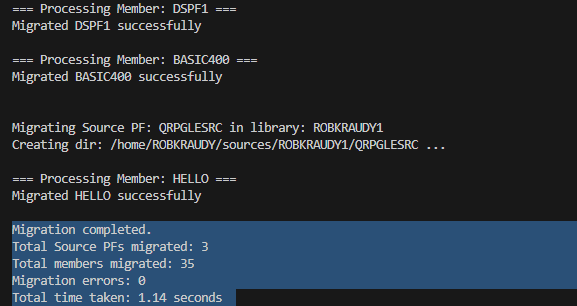 === Processing Member: DSPF1 ===
Migrated DSPF1 successfully
=== Processing Member: BASIC400 ===
Migrated BASIC400 successfully
Migrating Source PF: QRPGLESRC in library: ROBKRAUDY1
Creating dir: /home/ROBKRAUDY/sources/ROBKRAUDY1/QRPGLESRC ...
=== Processing Member: HELLO ===
Migrated HELLO successfully
Migration completed.
Total Source PFs migrated: 3
Total members migrated: 35
Migration errors: 0
Total time taken: 1.14 seconds